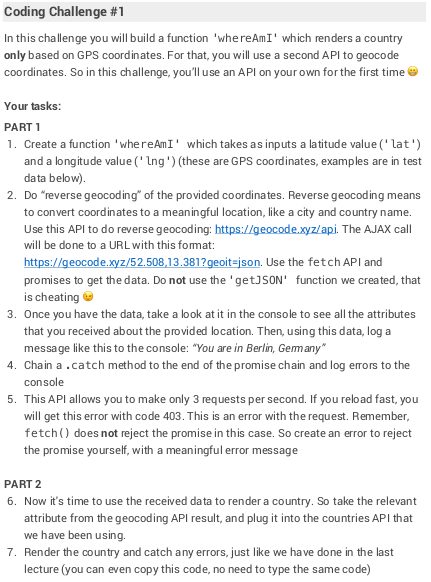 Coding Challenge #1
In this challenge you will build a function 'whereAmI' which renders a country
only based on GPS coordinates. For that, you will use a second API to geocode
coordinates. So in this challenge, you'll use an API on your own for the first time 😁
Your tasks:
PART 1
1. Create a function 'whereAmI' which takes as inputs a latitude value ('lat')
and a longitude value ('lng') (these are GPS coordinates, examples are in test
data below).
2. Do “reverse geocoding” of the provided coordinates. Reverse geocoding means
to convert coordinates to a meaningful location, like a city and country name.
Use this API to do reverse geocoding: https://geocode.xyz/api. The AJAX call
will be done to a URL with this format:
https://geocode.xyz/52.508,13.381?geoit=json. Use the fetch API and
promises to get the data. Do not use the 'getJSON' function we created, that
is cheating 😉
3. Once you have the data, take a look at it in the console to see all the attributes
that you received about the provided location. Then, using this data, log a
message like this to the console: “You are in Berlin, Germany”
4. Chain a .catch method to the end of the promise chain and log errors to the
console
5. This API allows you to make only 3 requests per second. If you reload fast, you
will get this error with code 403. This is an error with the request. Remember,
fetch() does not reject the promise in this case. So create an error to reject
the promise yourself, with a meaningful error message
PART 2
6. Now it's time to use the received data to render a country. So take the relevant
attribute from the geocoding API result, and plug it into the countries API that
we have been using.
7. Render the country and catch any errors, just like we have done in the last
lecture (you can even copy this code, no need to type the same code)